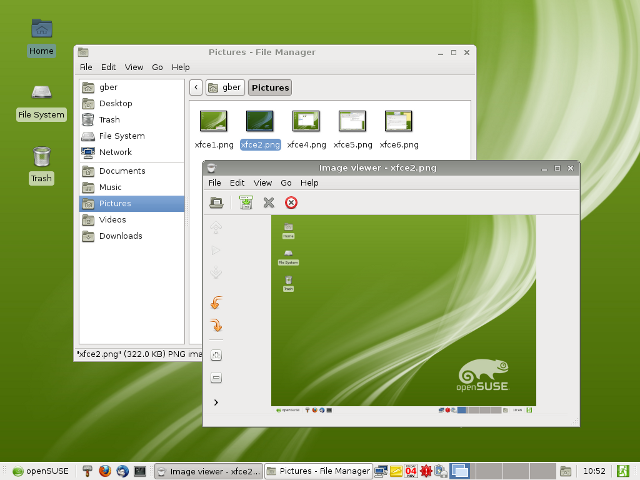 Home
File System
Trash
Pictures - File Manager
File Edit View Go Help
gber
Desktop
Trash
File System
Network
Documents
Music
Pictures
Videos
Downloads
gber Pictures
xfce1.png xfce2.png xfce4.png xfce5.png xfce6.png
"xfce2.png" (322.0 KB) PNG ima
Image viewer - xfce2.png
File Edit View Go Help
Home
File System
Trash
openSUSE
openSUSE
openSUSE
Image viewer - xfce2...
Pictures - File Manager
04
10:52